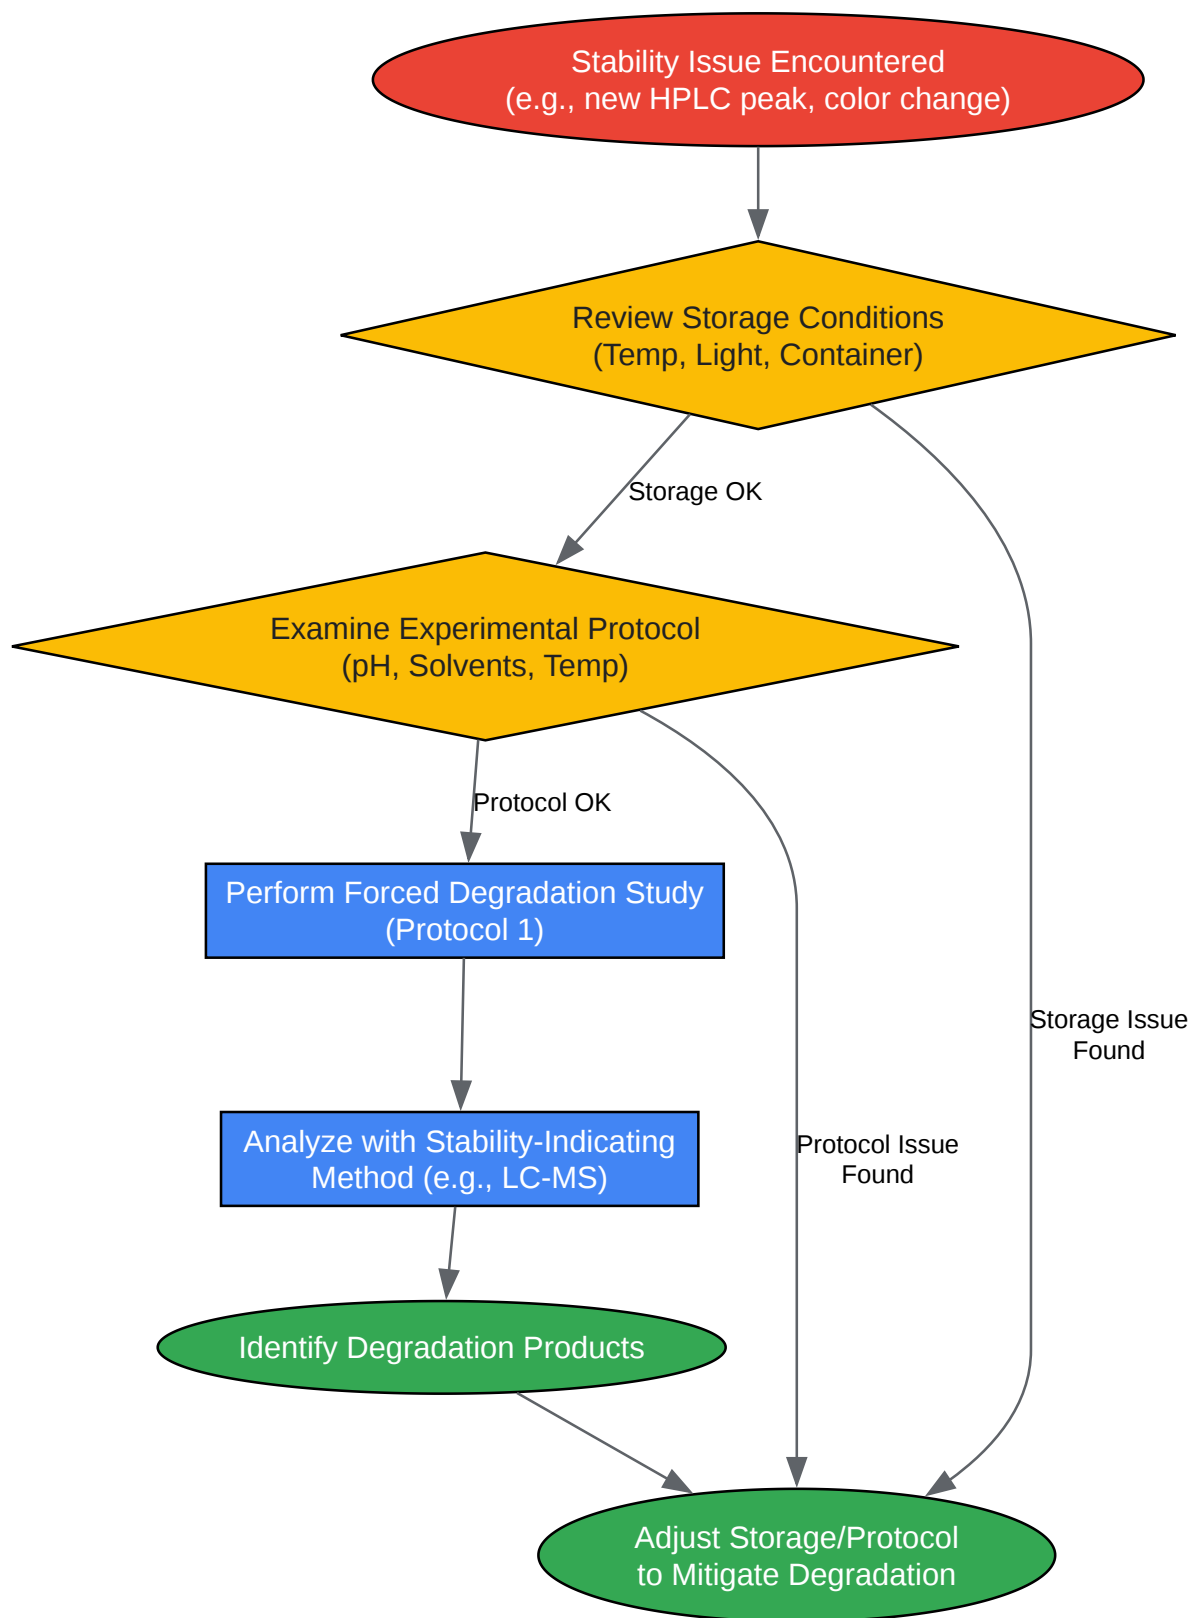 Stability Issue Encountered
(e.g., new HPLC peak, color change)
Review Storage Conditions
(Temp, Light, Container)
Storage OK
Examine Experimental Protocol
(pH, Solvents, Temp)
Protocol OK
Perform Forced Degradation Study
(Protocol 1)
Storage Issue
Found
Analyze with Stability-Indicating
Method (e.g., LC-MS)
Protocol Issue
Found
Identify Degradation Products
Adjust Storage/Protocol
to Mitigate Degradation